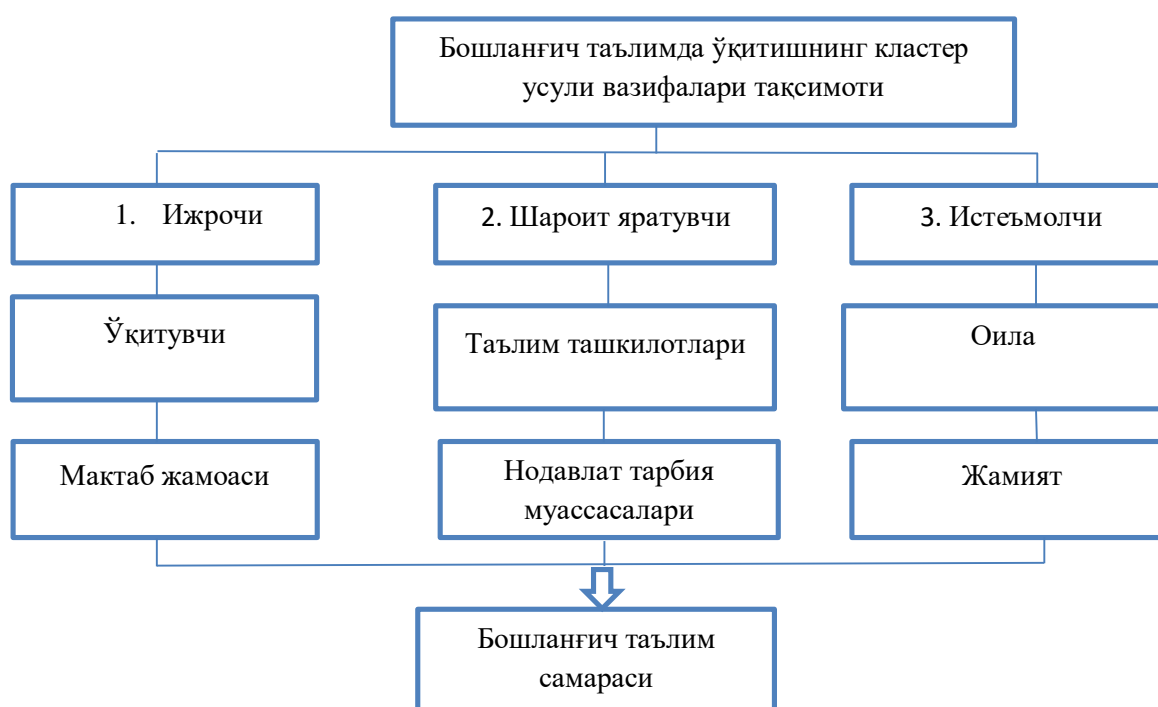 Бошланғич таълимда ўқитишнинг кластер
усули вазифалари тақсимоти
1. Ижрочи
2. Шароит яратувчи
3. Истеъмолчи
Ўқитувчи
Таълим ташкилотлари
Оила
Мактаб жамоаси
Нодавлат тарбия
муассасалари
Жамият
Бошланғич таълим
самараси